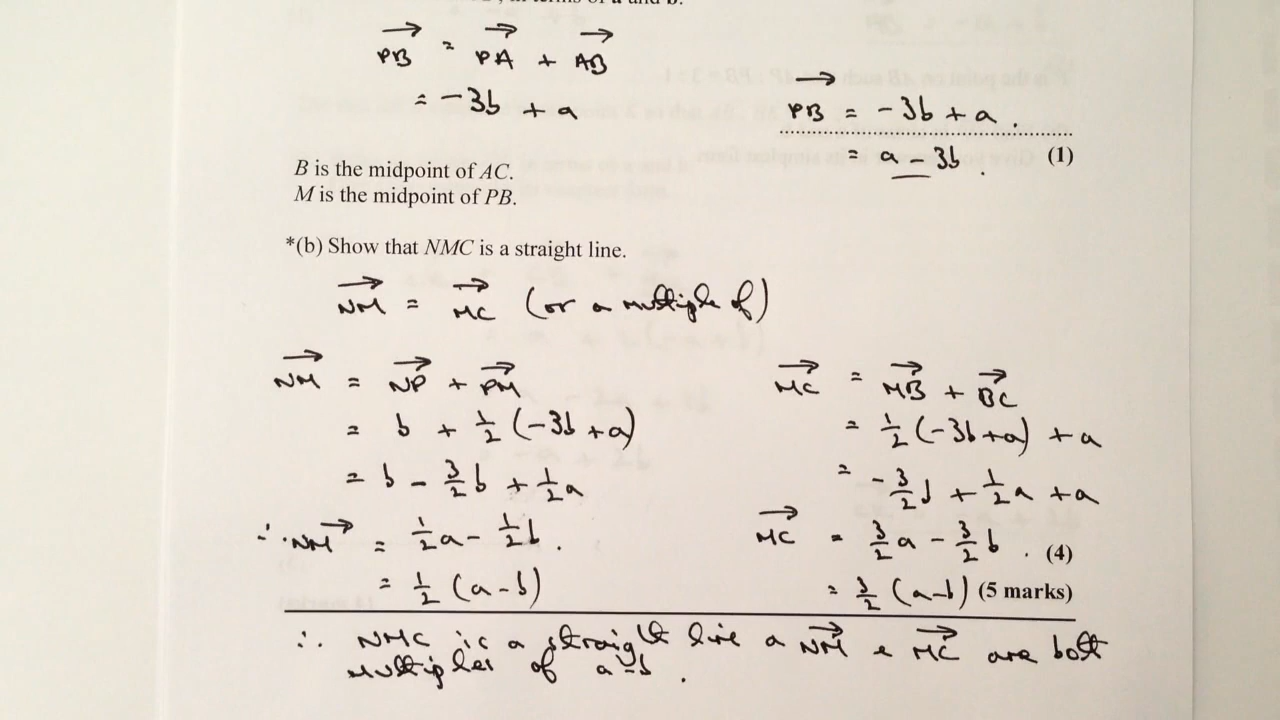 , in terms of a and b.
PB = PA + AB
= -3b + a
PB = -3b + a .
= a - 3b . (1)
B is the midpoint of AC.
M is the midpoint of PB.
*(b) Show that NMC is a straight line.
NM = MC (or a multiple of)
NM = NP + PM
= b + 1/2 (-3b + a)
= b - 3/2 b + 1/2 a
∴ NM = 1/2 a - 1/2 b .
= 1/2 (a - b)
MC = MB + BC
= 1/2 (-3b + a) + a
= - 3/2 b + 1/2 a + a
MC = 3/2 a - 3/2 b . (4)
= 3/2 (a - b) (5 marks)
∴ NMC is a straight line a NM & MC are both
multiples of a-b .